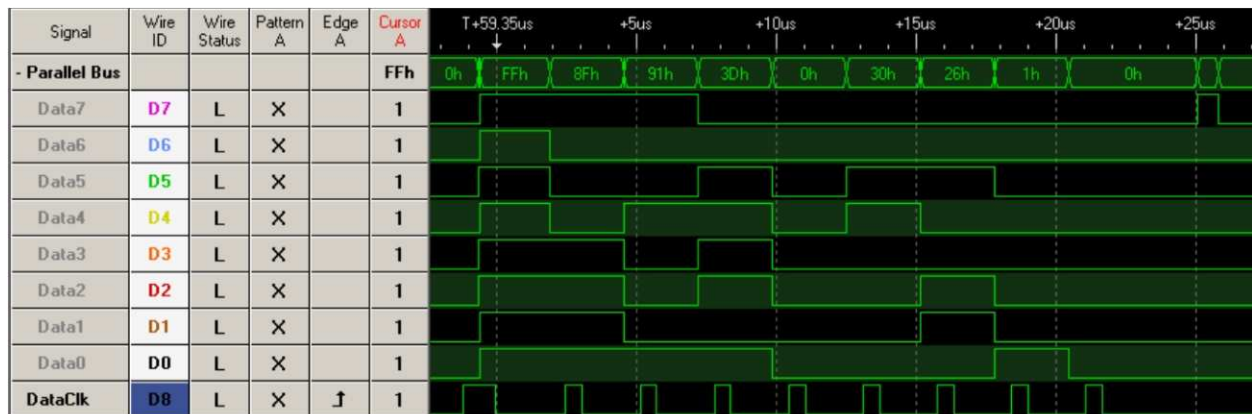 Signal Wire ID Wire Status Pattern A Edge A Cursor A T+59.35us +5us +10us +15us +20us +25us
- Parallel Bus FFh 0h FFh 8Fh 91h 3Dh 0h 30h 26h 1h 0h
Data7 D7 L X 1
Data6 D6 L X 1
Data5 D5 L X 1
Data4 D4 L X 1
Data3 D3 L X 1
Data2 D2 L X 1
Data1 D1 L X 1
Data0 D0 L X 1
DataClk D8 L X 1